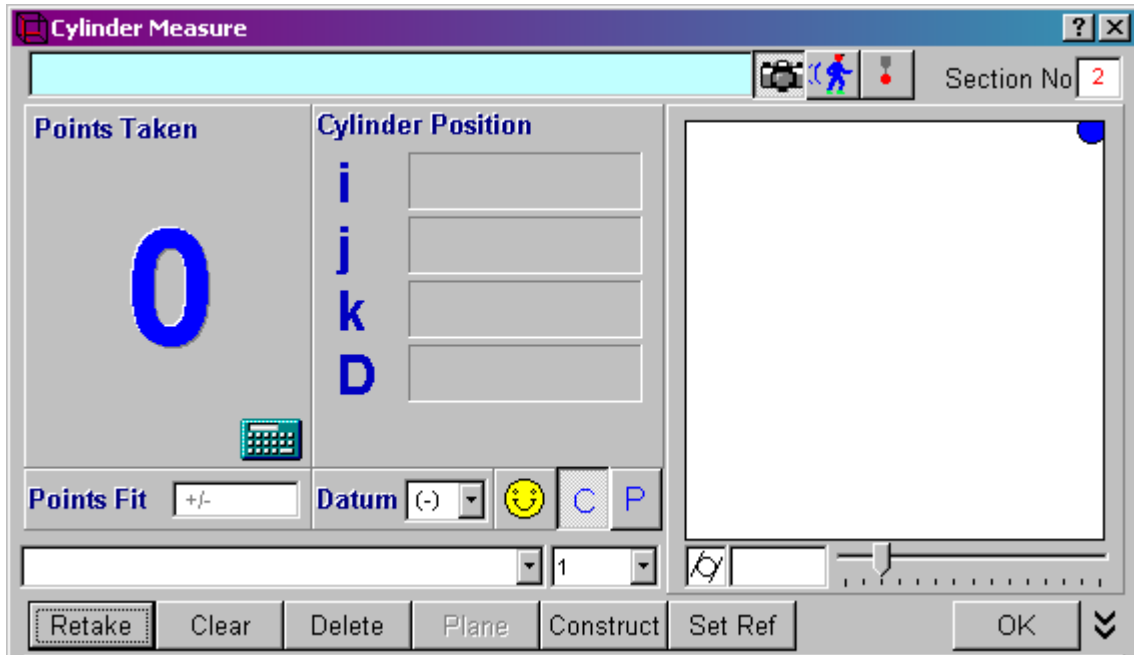 Cylinder Measure
Section No 2
Points Taken
0
Cylinder Position
i
j
k
D
Points Fit +/-
Datum (-) C P
1
Retake Clear Delete Plane Construct Set Ref OK